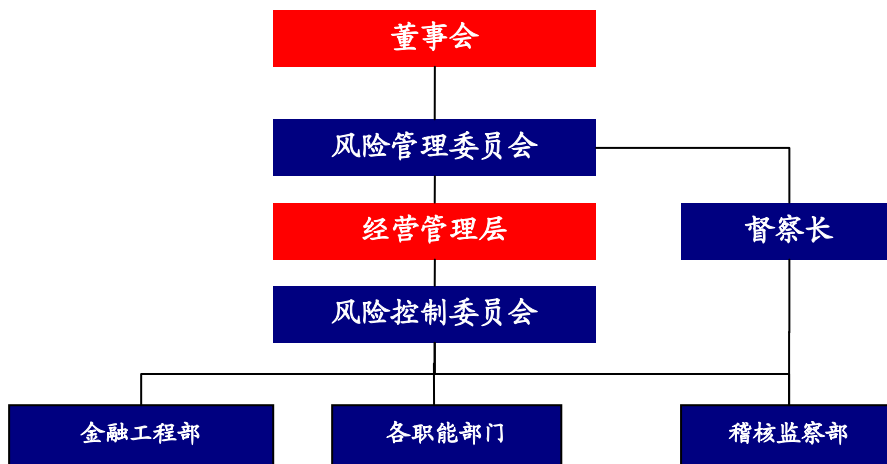 董事会
风险管理委员会
经营管理层
督察长
风险控制委员会
金融工程部
各职能部门
稽核监察部